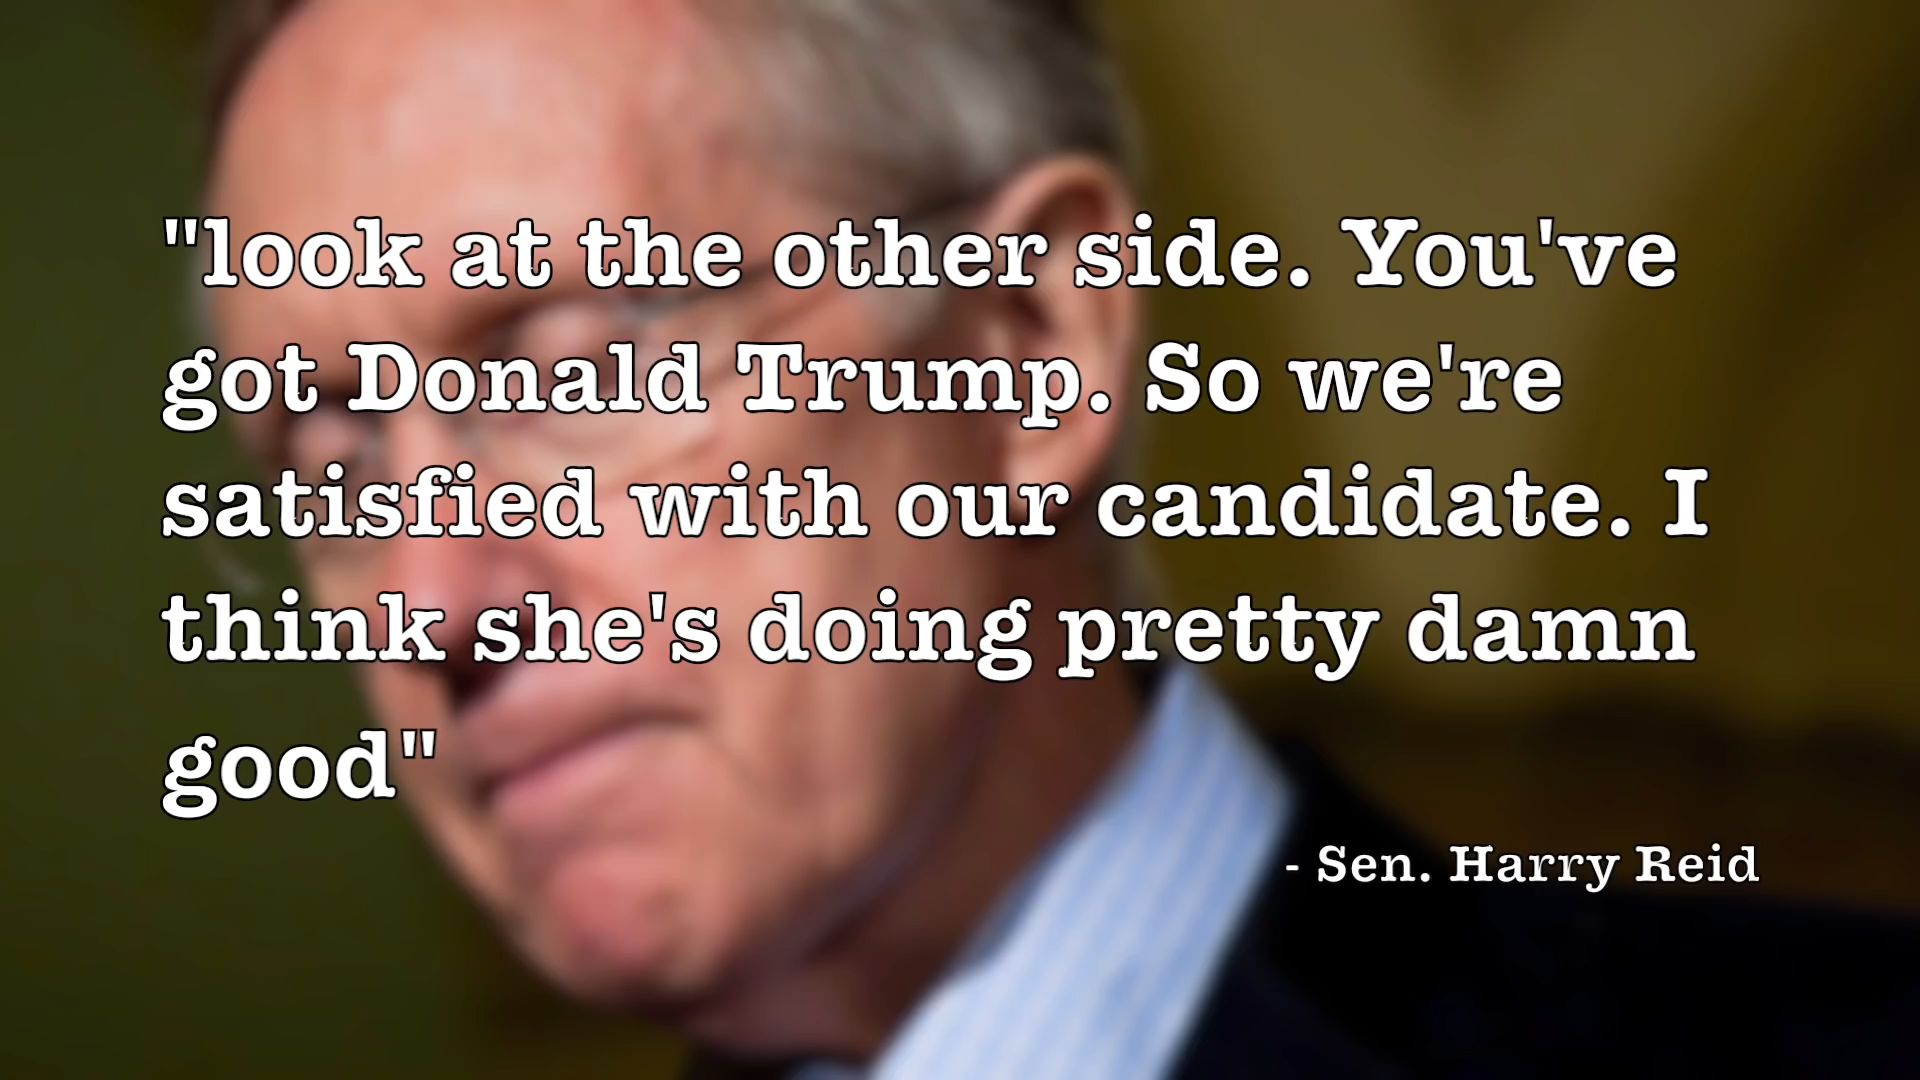 "look at the other side. You've
got Donald Trump. So we're
satisfied with our candidate. I
think she's doing pretty damn
good"
- Sen. Harry Reid